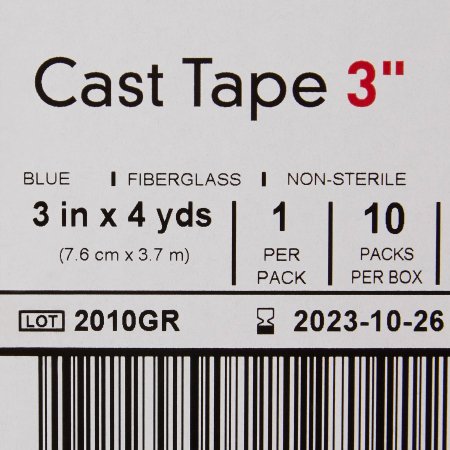 Cast Tape 3"
BLUE | FIBERGLASS | NON-STERILE
3 in x 4 yds 1 10
(7.6 cm x 3.7 m) PER PACKS
PACK PER BOX
LOT 2010GR 2023-10-26